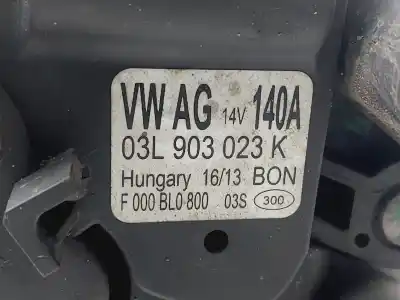 VW AG 14V 140A
03L 903 023 K
Hungary 16/13 BON
F 000 BL0 800 03S 300